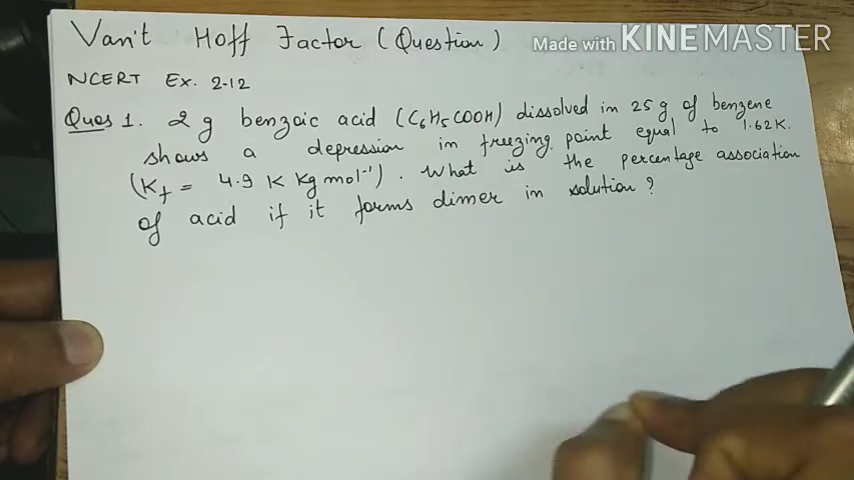 Van't Hoff Factor (Question)
Made with KINEMASTER
NCERT Ex. 2.12
Ques 1. 2 g benzoic acid (C₆H₅COOH) dissolved in 25 g of benzene
shows a depression in freezing point equal to 1.62 K.
(Kf = 4.9 K Kg mol⁻¹). What is the percentage association
of acid if it forms dimer in solution?